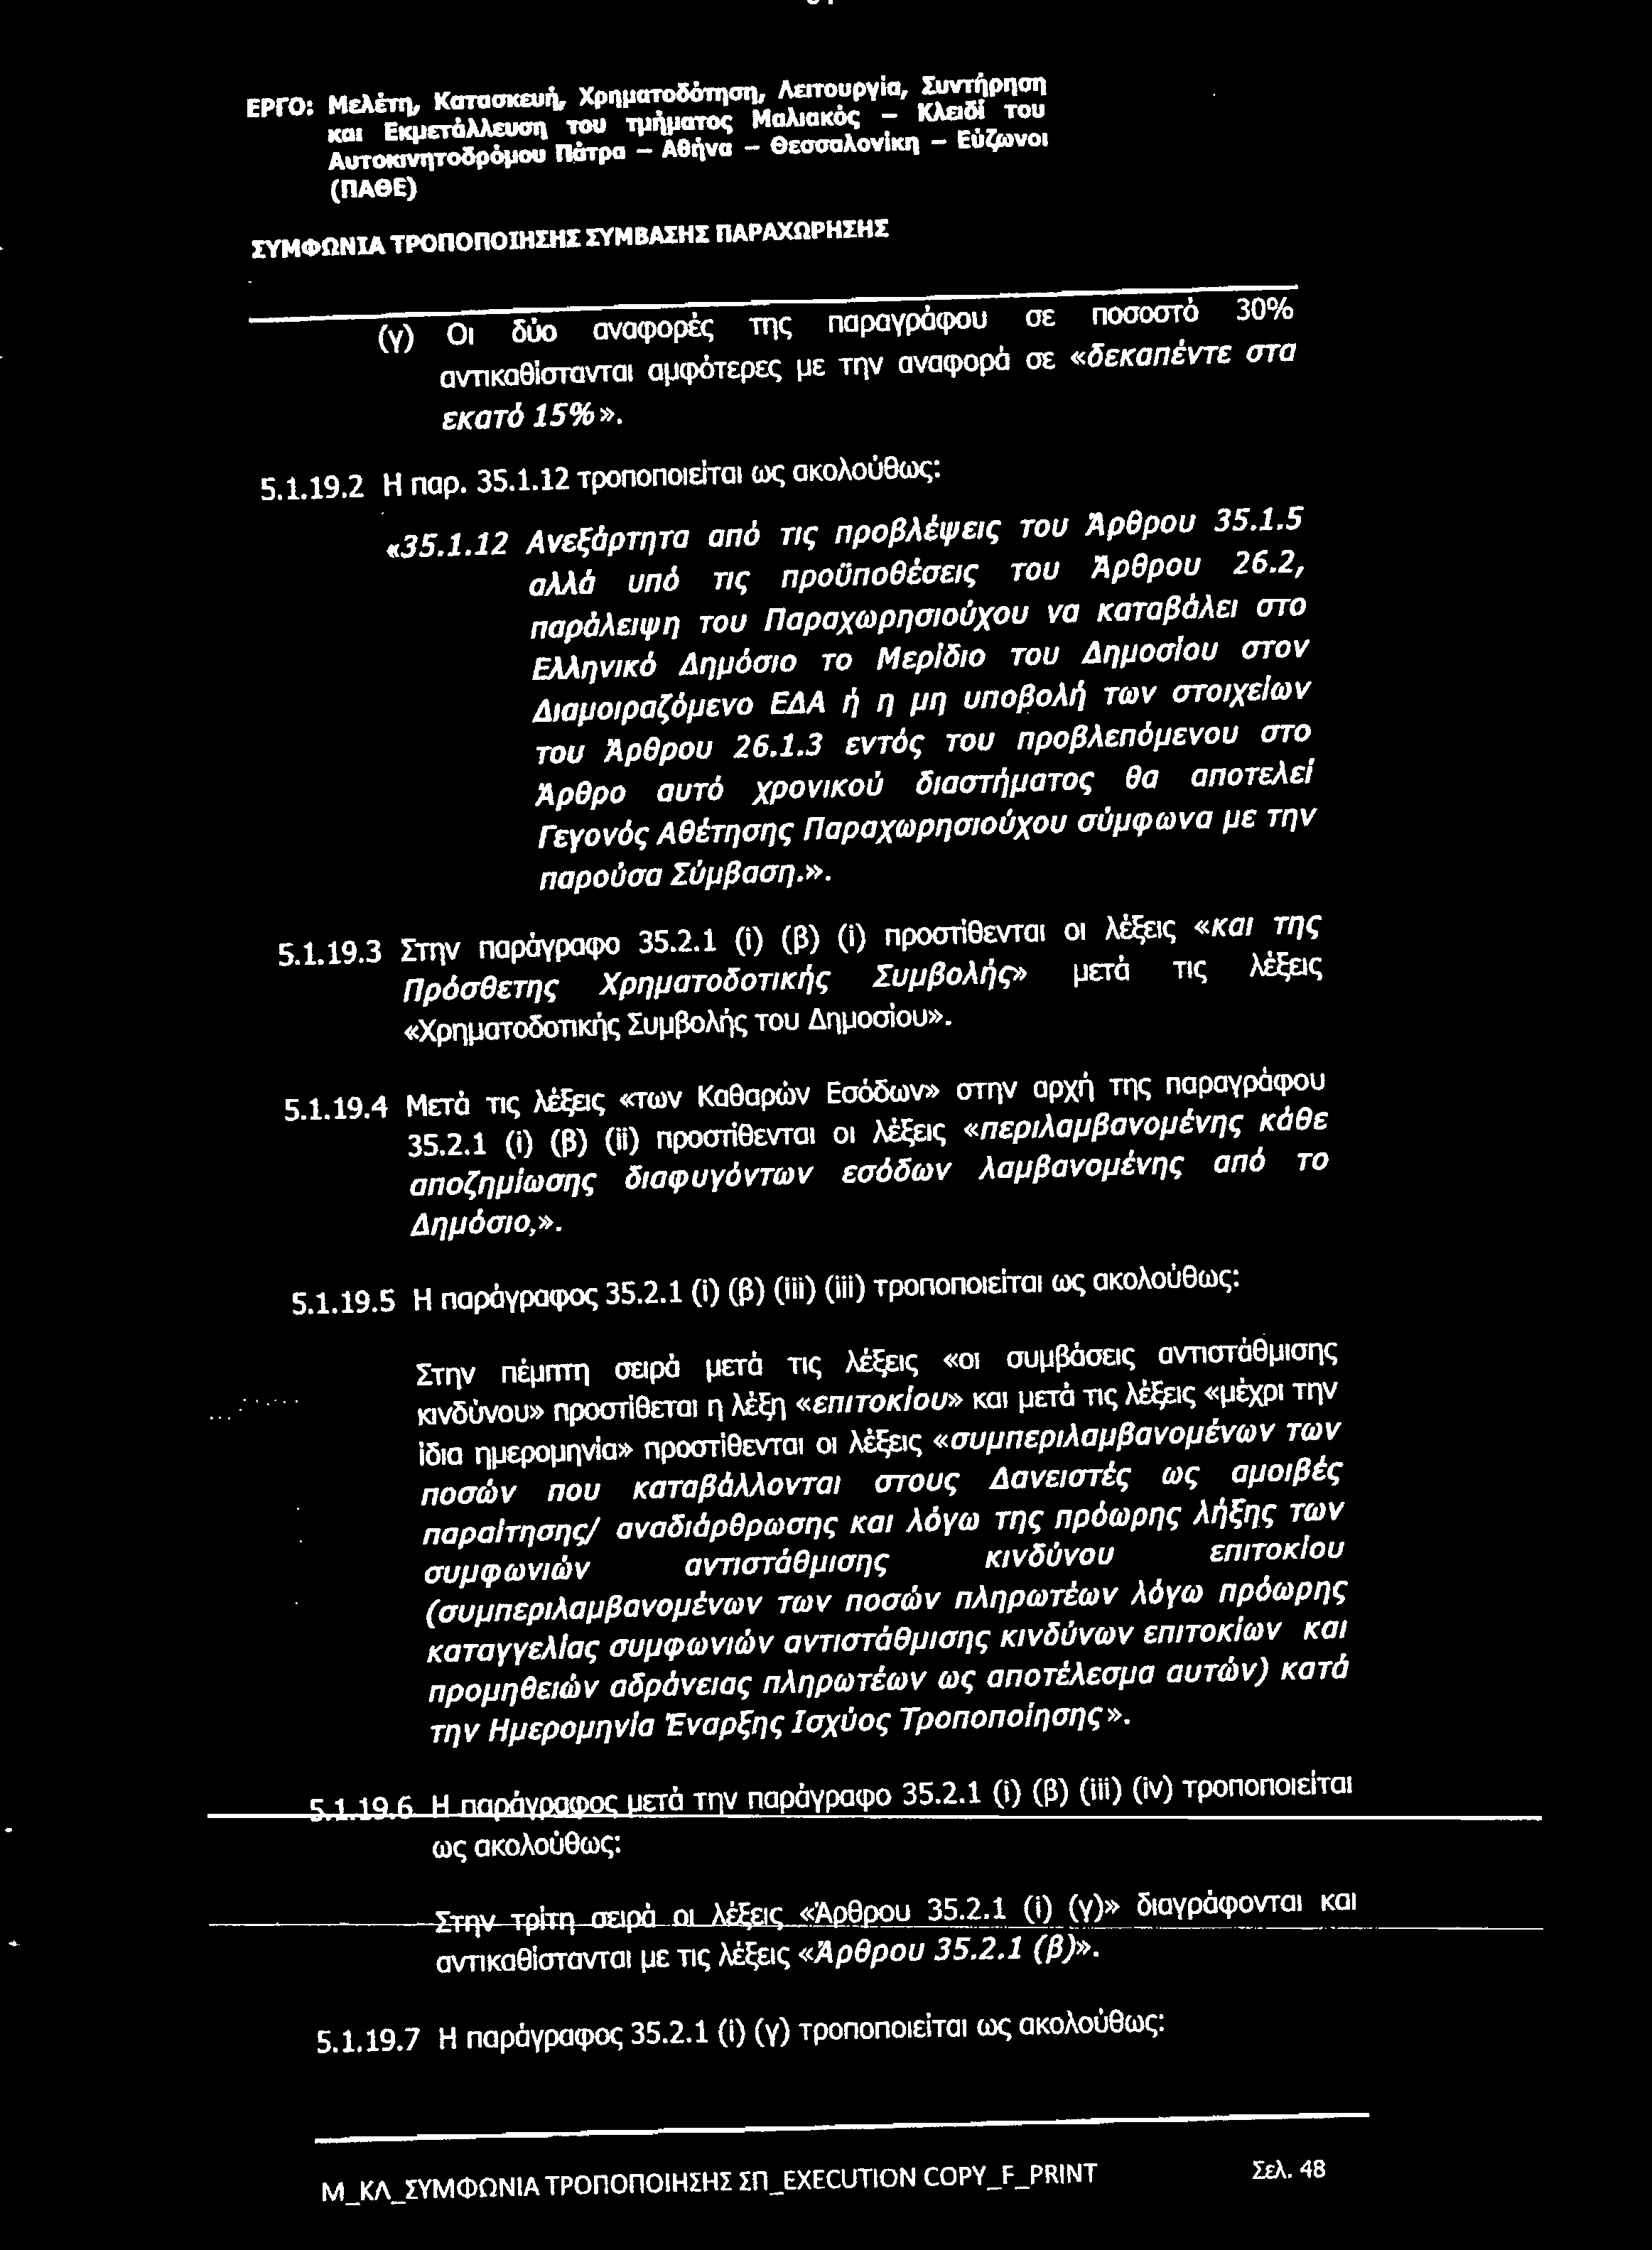 ΕΡΓΟ: Μελέτη, Κατασκευή, Χρηματοδότηση, Λειτουργία, Συντήρηση
και Εκμετάλλευση του τμήματος Μαλιακός – Κλειδί του
Αυτοκινητοδρόμου Πάτρα – Αθήνα – Θεσσαλονίκη – Εύζωνοι
(ΠΑΘΕ)
ΣΥΜΦΩΝΙΑ ΤΡΟΠΟΠΟΙΗΣΗΣ ΣΥΜΒΑΣΗΣ ΠΑΡΑΧΩΡΗΣΗΣ
(γ) Οι δύο αναφορές της παραγράφου σε ποσοστό 30%
αντικαθίστανται αμφότερες με την αναφορά σε «δεκαπέντε στα
εκατό 15%».
5.1.19.2 Η παρ. 35.1.12 τροποποιείται ως ακολούθως:
«35.1.12 Ανεξάρτητα από τις προβλέψεις του Άρθρου 35.1.5
αλλά υπό τις προϋποθέσεις του Άρθρου 26.2,
παράλειψη του Παραχωρησιούχου να καταβάλει στο
Ελληνικό Δημόσιο το Μερίδιο του Δημοσίου στον
Διαμοιραζόμενο ΕΔΑ ή η μη υποβολή των στοιχείων
του Άρθρου 26.1.3 εντός του προβλεπόμενου στο
Άρθρο αυτό χρονικού διαστήματος θα αποτελεί
Γεγονός Αθέτησης Παραχωρησιούχου σύμφωνα με την
παρούσα Σύμβαση.».
5.1.19.3 Στην παράγραφο 35.2.1 (i) (β) (i) προστίθενται οι λέξεις «και της
Πρόσθετης Χρηματοδοτικής Συμβολής» μετά τις λέξεις
«Χρηματοδοτικής Συμβολής του Δημοσίου».
5.1.19.4 Μετά τις λέξεις «των Καθαρών Εσόδων» στην αρχή της παραγράφου
35.2.1 (i) (β) (ii) προστίθενται οι λέξεις «περιλαμβανομένης κάθε
αποζημίωσης διαφυγόντων εσόδων λαμβανομένης από το
Δημόσιο,».
5.1.19.5 Η παράγραφος 35.2.1 (i) (β) (iii) (iii) τροποποιείται ως ακολούθως:
Στην πέμπτη σειρά μετά τις λέξεις «οι συμβάσεις αντιστάθμισης
κινδύνου» προστίθεται η λέξη «επιτοκίου» και μετά τις λέξεις «μέχρι την
ίδια ημερομηνία» προστίθενται οι λέξεις «συμπεριλαμβανομένων των
ποσών που καταβάλλονται στους Δανειστές ως αμοιβές
παραίτησης/ αναδιάρθρωσης και λόγω της πρόωρης λήξης των
συμφωνιών αντιστάθμισης κινδύνου επιτοκίου
(συμπεριλαμβανομένων των ποσών πληρωτέων λόγω πρόωρης
καταγγελίας συμφωνιών αντιστάθμισης κινδύνων επιτοκίων και
προμηθειών αδράνειας πληρωτέων ως αποτέλεσμα αυτών) κατά
την Ημερομηνία Έναρξης Ισχύος Τροποποίησης».
5.1.19.6 Η παράγραφος μετά την παράγραφο 35.2.1 (i) (β) (iii) (iv) τροποποιείται
ως ακολούθως:
Στην τρίτη σειρά οι λέξεις «Άρθρου 35.2.1 (i) (γ)» διαγράφονται και
αντικαθίστανται με τις λέξεις «Άρθρου 35.2.1 (β)».
5.1.19.7 Η παράγραφος 35.2.1 (i) (γ) τροποποιείται ως ακολούθως:
Μ_ΚΛ_ΣΥΜΦΩΝΙΑ ΤΡΟΠΟΠΟΙΗΣΗΣ ΣΠ_EXECUTION COPY_F_PRINT Σελ. 48